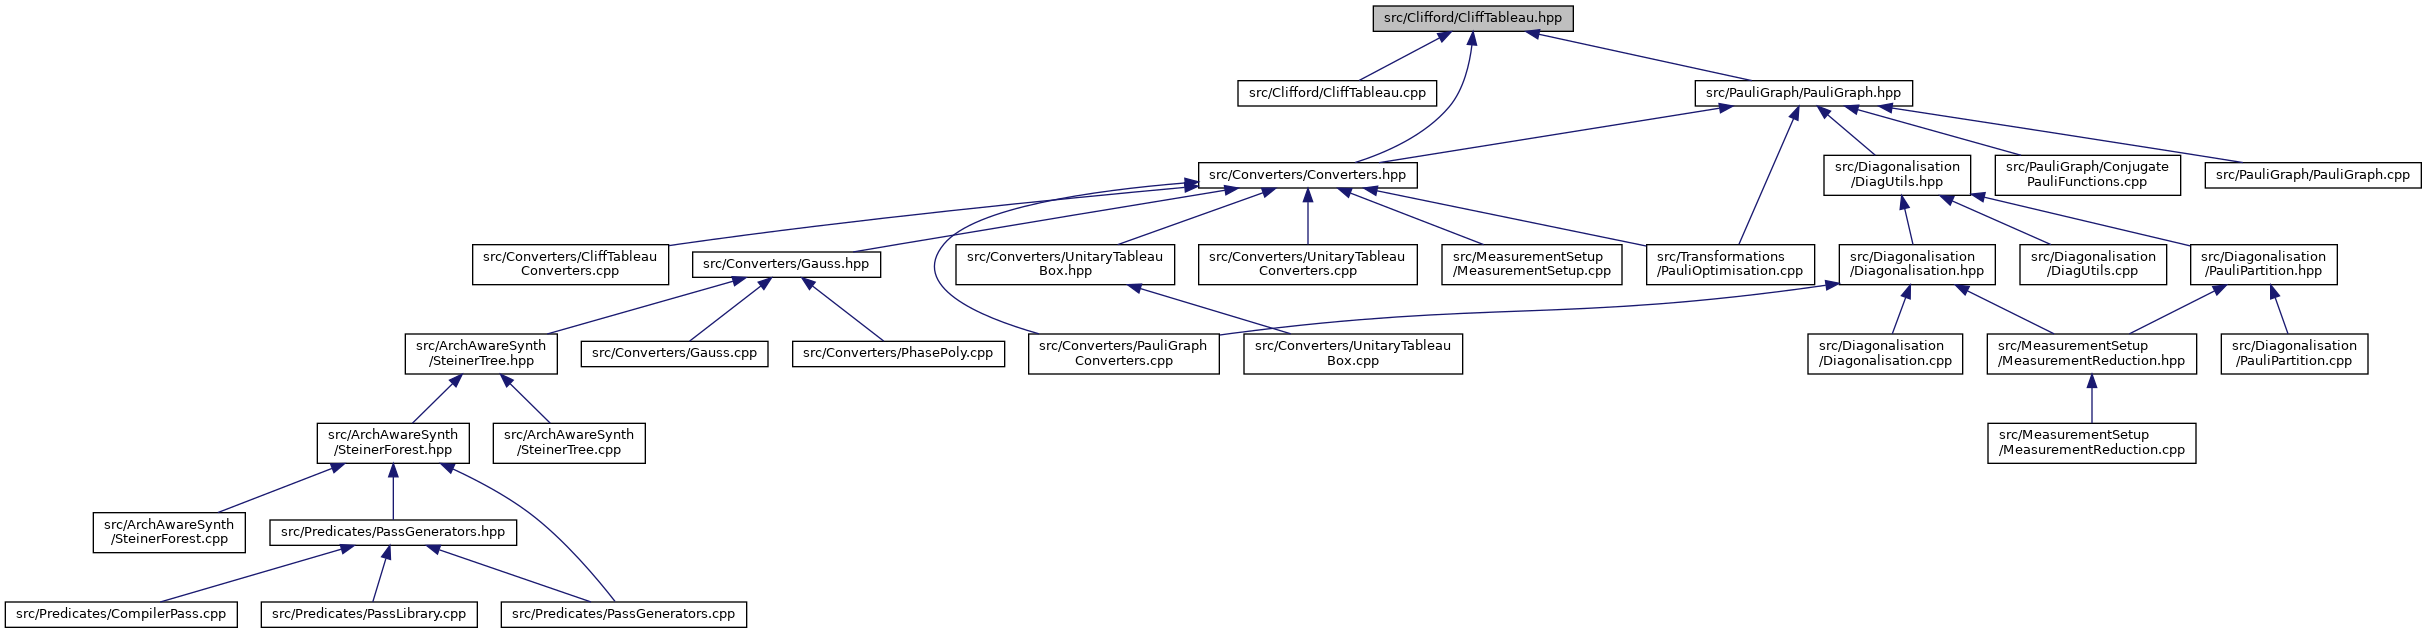 src/Clifford/CliffTableau.hpp
src/Clifford/CliffTableau.cpp
src/PauliGraph/PauliGraph.hpp
src/Converters/Converters.hpp
src/Diagonalisation
/DiagUtils.hpp
src/PauliGraph/Conjugate
PauliFunctions.cpp
src/PauliGraph/PauliGraph.cpp
src/Converters/CliffTableau
Converters.cpp
src/Converters/Gauss.hpp
src/Converters/UnitaryTableau
Box.hpp
src/Converters/UnitaryTableau
Converters.cpp
src/MeasurementSetup
/MeasurementSetup.cpp
src/Transformations
/PauliOptimisation.cpp
src/Diagonalisation
/Diagonalisation.hpp
src/Diagonalisation
/DiagUtils.cpp
src/Diagonalisation
/PauliPartition.hpp
src/ArchAwareSynth
/SteinerTree.hpp
src/Converters/Gauss.cpp
src/Converters/PhasePoly.cpp
src/Converters/PauliGraph
Converters.cpp
src/Converters/UnitaryTableau
Box.cpp
src/Diagonalisation
/Diagonalisation.cpp
src/MeasurementSetup
/MeasurementReduction.hpp
src/Diagonalisation
/PauliPartition.cpp
src/ArchAwareSynth
/SteinerForest.hpp
src/ArchAwareSynth
/SteinerTree.cpp
src/MeasurementSetup
/MeasurementReduction.cpp
src/ArchAwareSynth
/SteinerForest.cpp
src/Predicates/PassGenerators.hpp
src/Predicates/CompilerPass.cpp
src/Predicates/PassLibrary.cpp
src/Predicates/PassGenerators.cpp